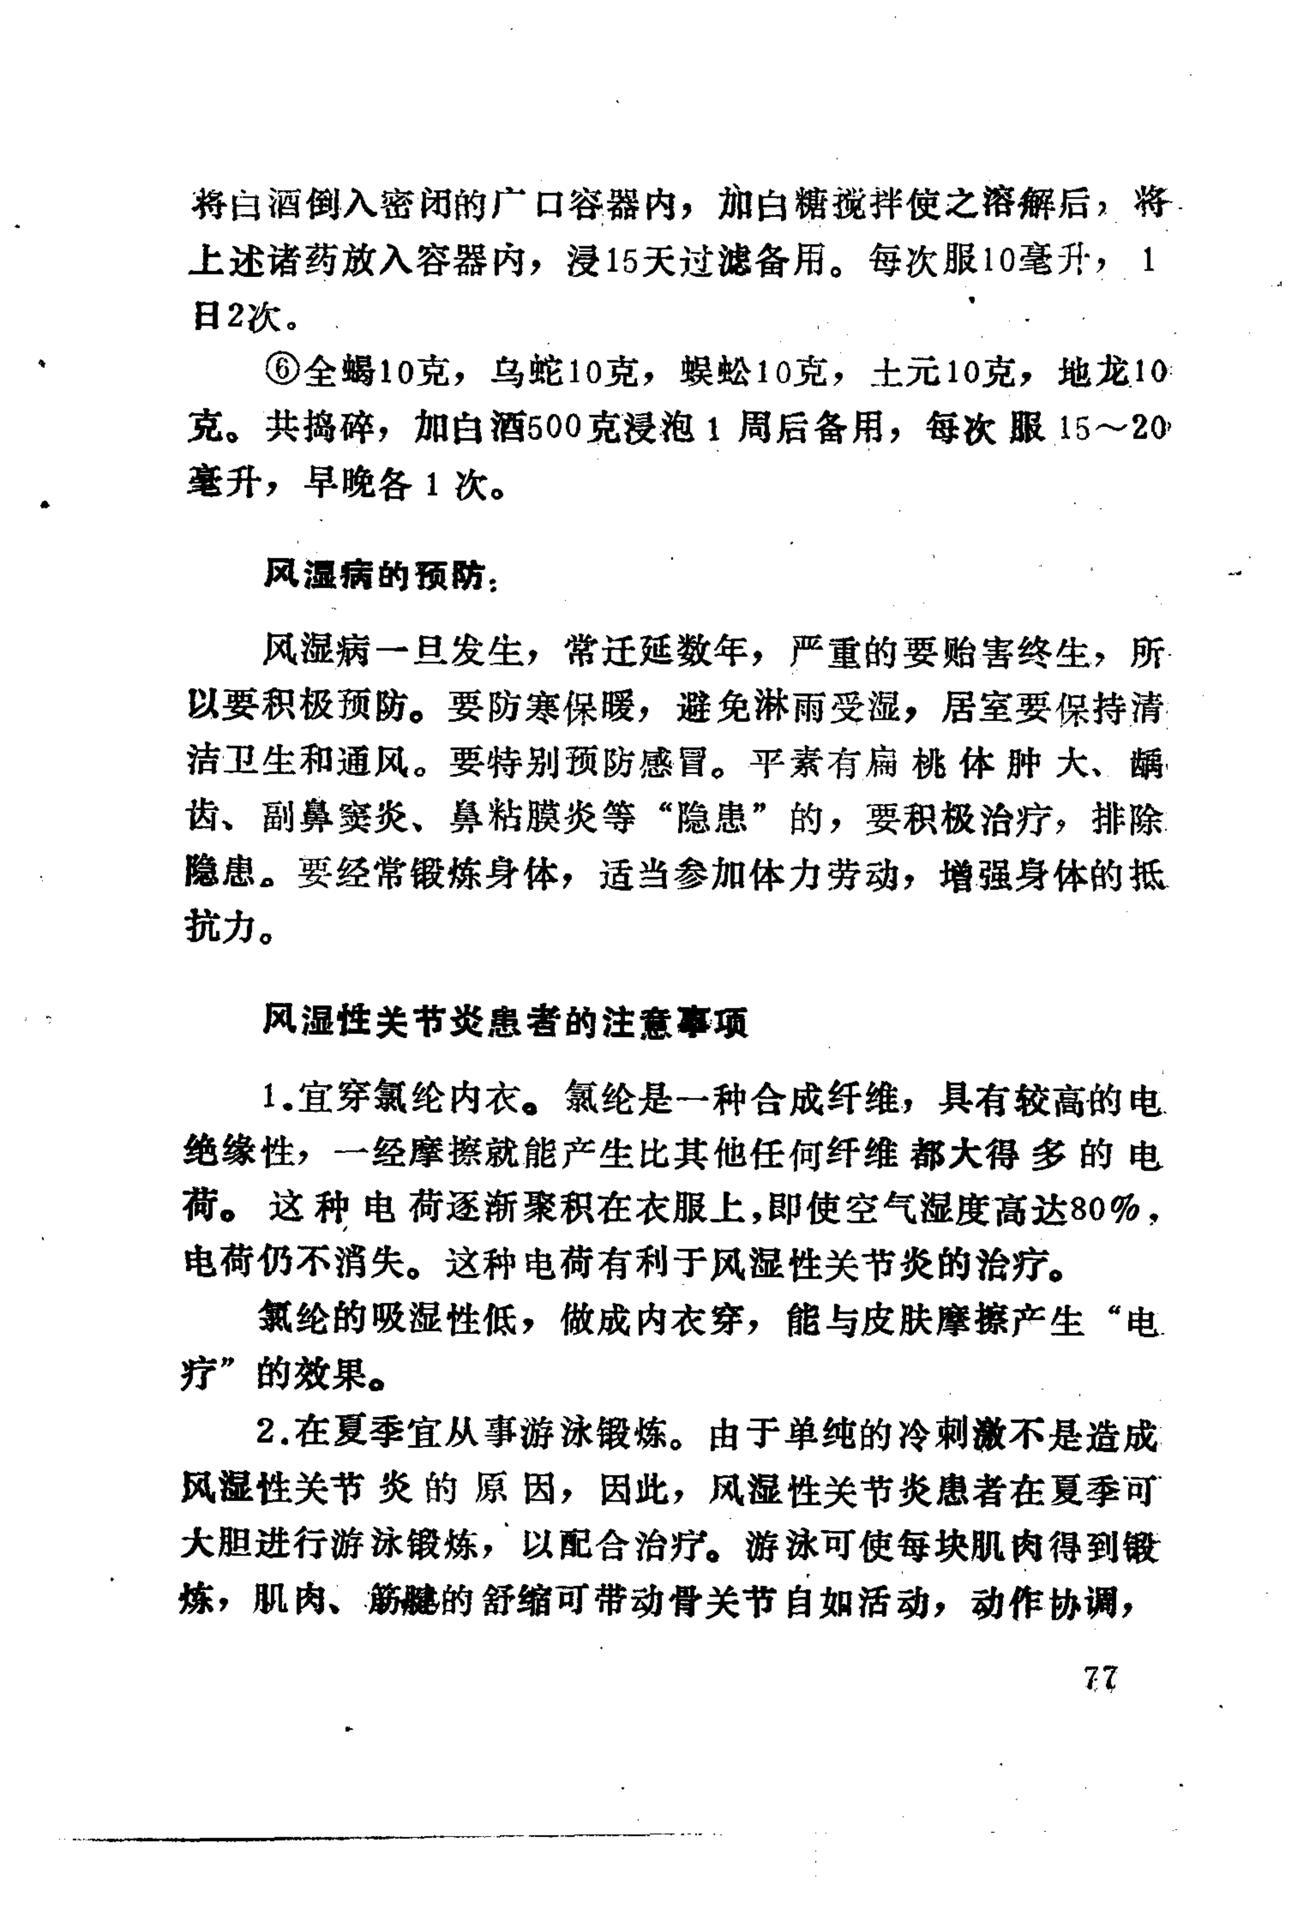 将白酒倒入密闭的广口容器内，加白糖搅拌使之溶解后，将
上述诸药放入容器内，浸15天过滤备用。每次服10毫升，1
日2次。
⑥全蝎10克，乌蛇10克，蜈蚣10克，土元10克，地龙10
克。共捣碎，加白酒500克浸泡1周后备用，每次服15～20
毫升，早晚各1次。
风湿病的预防：
风湿病一旦发生，常迁延数年，严重的要贻害终生，所
以要积极预防。要防寒保暖，避免淋雨受湿，居室要保持清
洁卫生和通风。要特别预防感冒。平素有扁桃体肿大、龋
齿、副鼻窦炎、鼻粘膜炎等“隐患”的，要积极治疗，排除
隐患。要经常锻炼身体，适当参加体力劳动，增强身体的抵
抗力。
风湿性关节炎患者的注意事项
1.宜穿氯纶内衣。氯纶是一种合成纤维，具有较高的电
绝缘性，一经摩擦就能产生比其他任何纤维都大得多的电
荷。这种电荷逐渐聚积在衣服上，即使空气湿度高达80%，
电荷仍不消失。这种电荷有利于风湿性关节炎的治疗。
氯纶的吸湿性低，做成内衣穿，能与皮肤摩擦产生“电
疗”的效果。
2.在夏季宜从事游泳锻炼。由于单纯的冷刺激不是造成
风湿性关节炎的原因，因此，风湿性关节炎患者在夏季可
大胆进行游泳锻炼，以配合治疗。游泳可使每块肌肉得到锻
炼，肌肉、筋腱的舒缩可带动骨关节自如活动，动作协调，
77